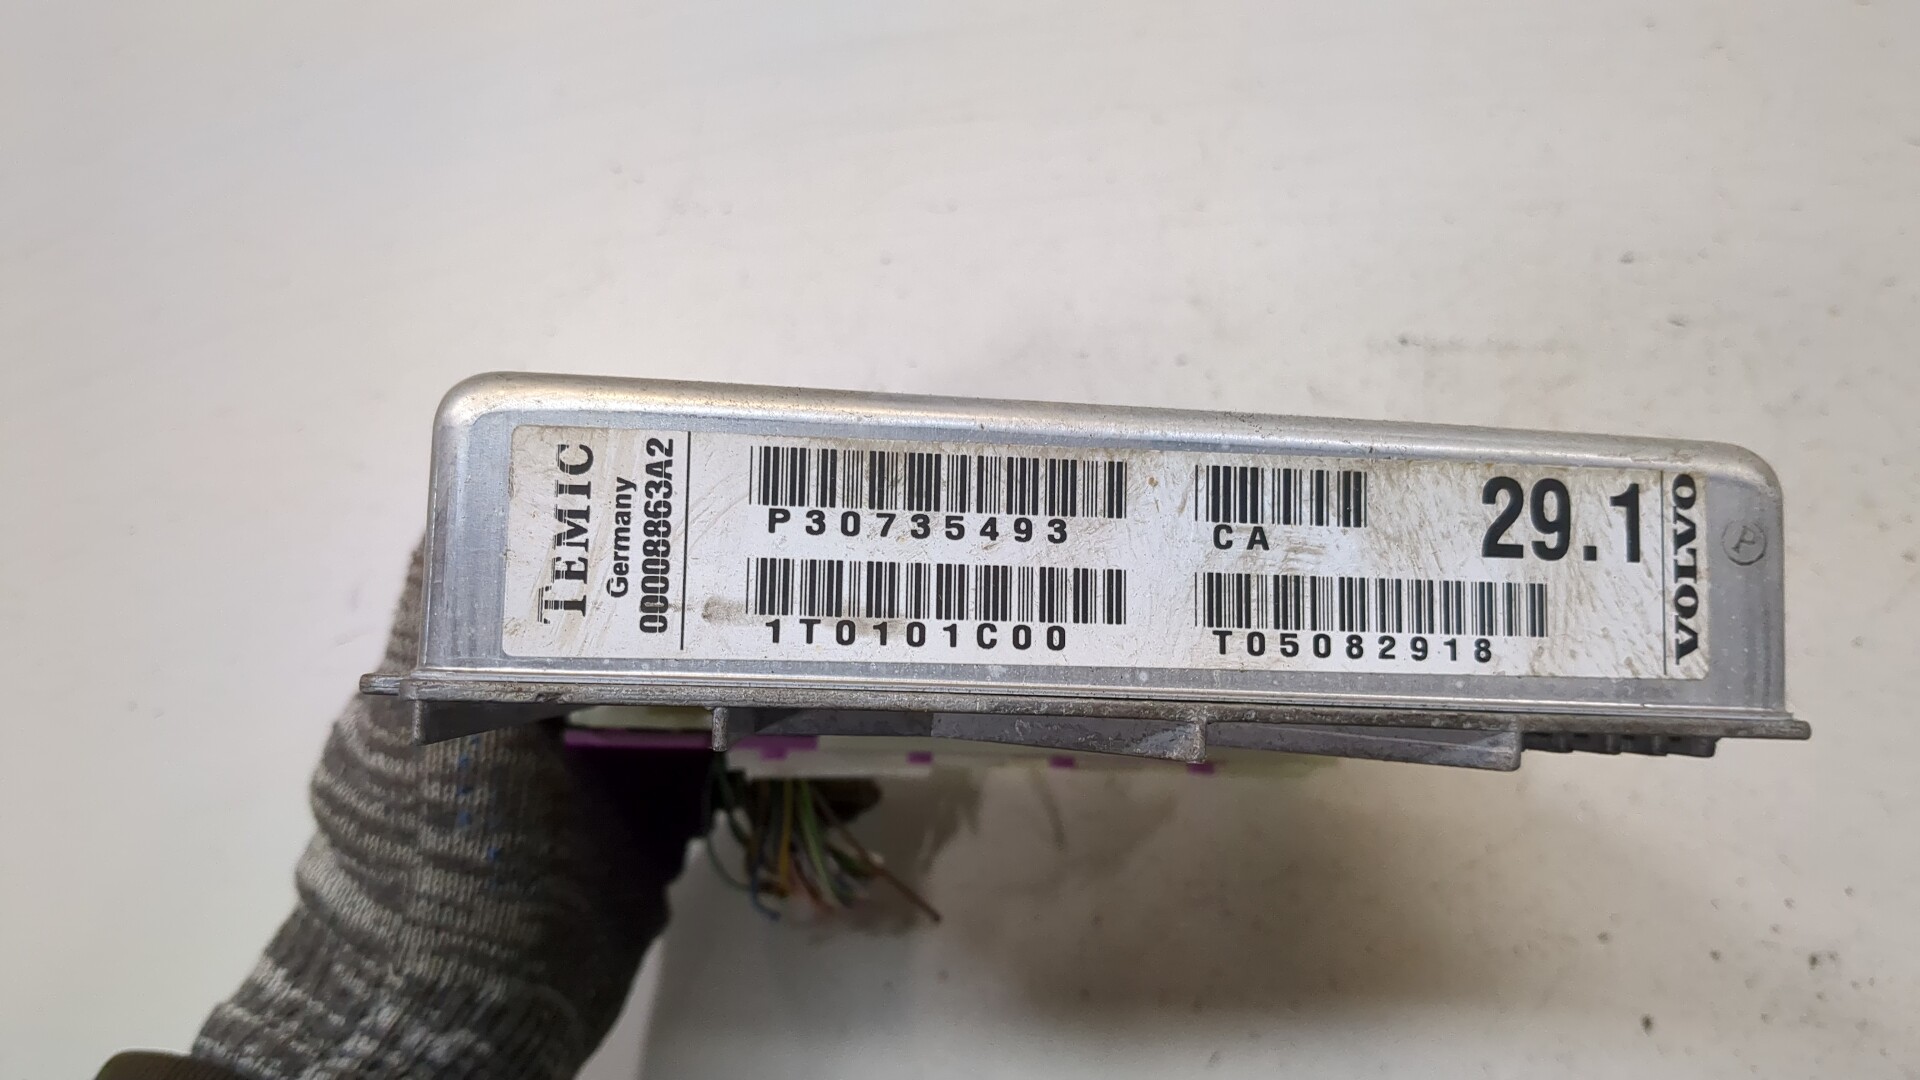 TEMIC
Germany
00008863A2
P30735493
CA
29.1
1T0101C00
T05082918
VOLVO
P